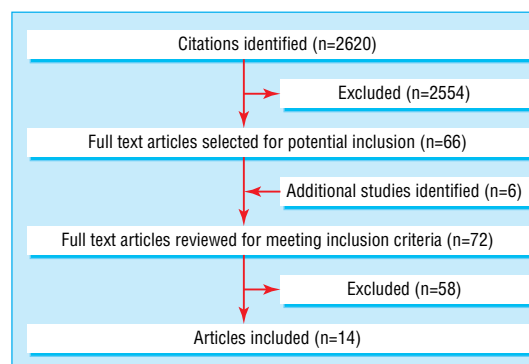 Citations identified (n=2620)
Excluded (n=2554)
Full text articles selected for potential inclusion (n=66)
Additional studies identified (n=6)
Full text articles reviewed for meeting inclusion criteria (n=72)
Excluded (n=58)
Articles included (n=14)